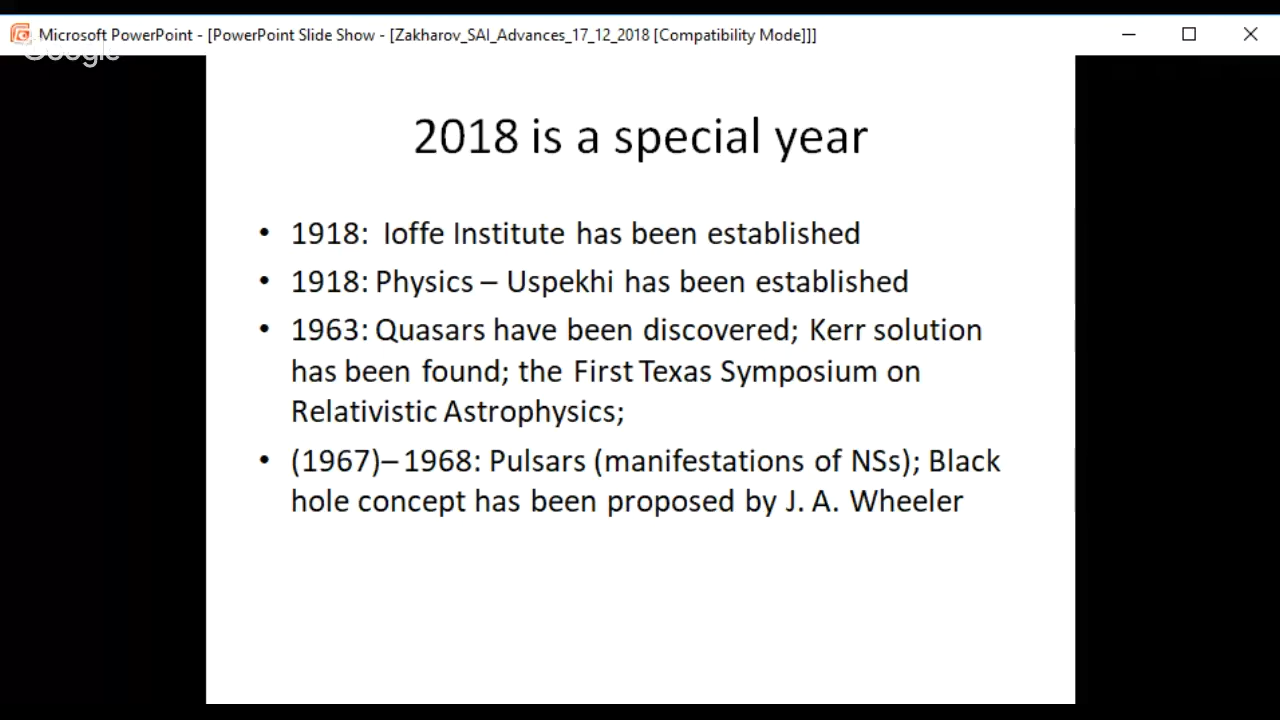 Microsoft PowerPoint - [PowerPoint Slide Show - [Zakharov_SAI_Advances_17_12_2018 [Compatibility Mode]]]
Google
2018 is a special year
• 1918: Ioffe Institute has been established
• 1918: Physics – Uspekhi has been established
• 1963: Quasars have been discovered; Kerr solution
has been found; the First Texas Symposium on
Relativistic Astrophysics;
• (1967)– 1968: Pulsars (manifestations of NSs); Black
hole concept has been proposed by J. A. Wheeler